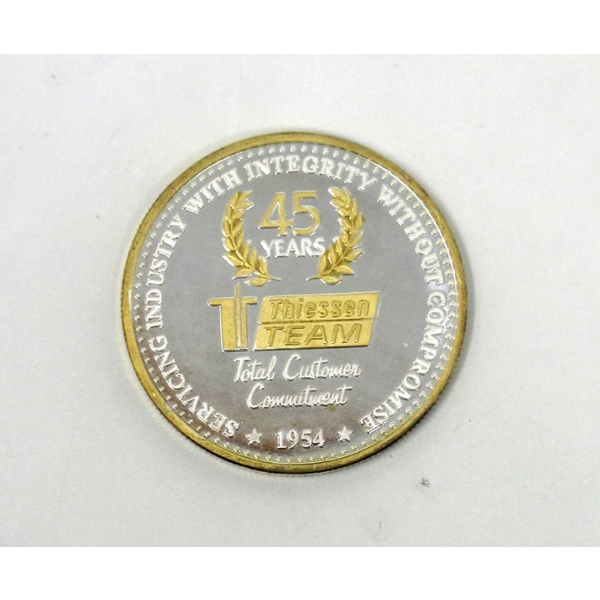 SERVICING INDUSTRY WITH INTEGRITY WITHOUT COMPROMISE
45
YEARS
Thiessen
TEAM
Total Customer
Commitment
★ 1954 ★